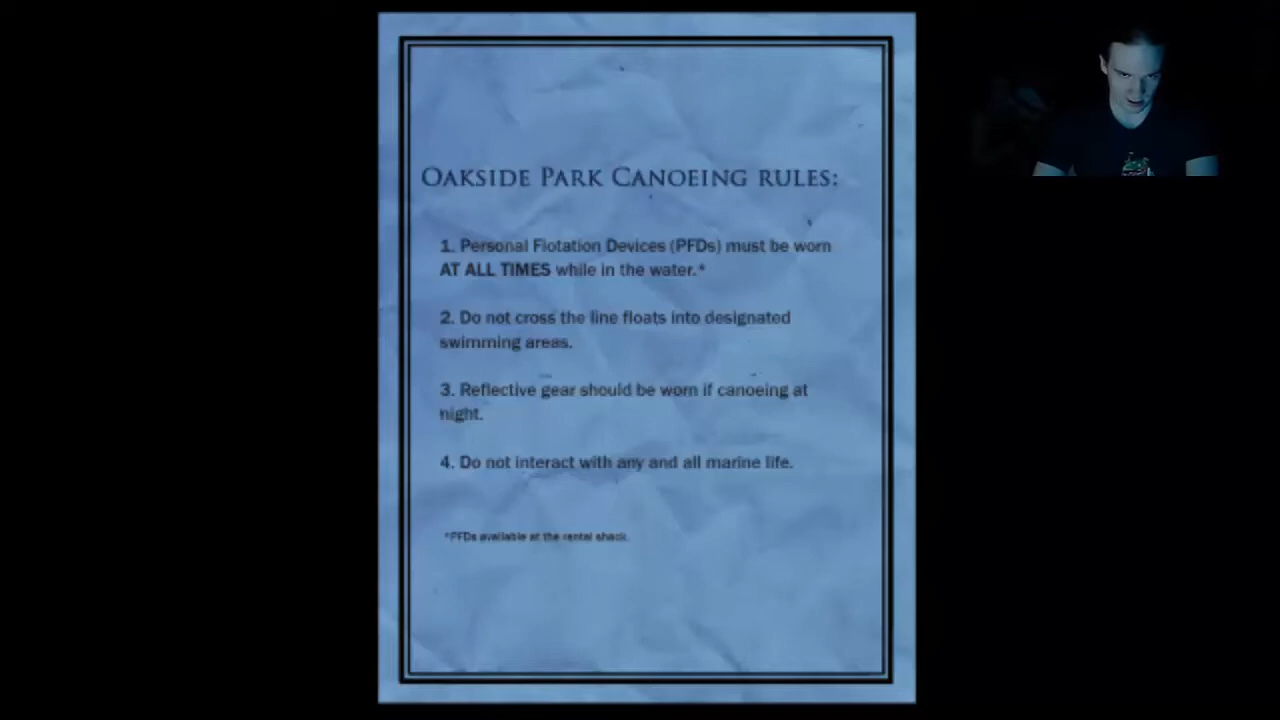 OAKSIDE PARK CANOEING RULES:
1. Personal Flotation Devices (PFDs) must be worn
AT ALL TIMES while in the water.*
2. Do not cross the line floats into designated
swimming areas.
3. Reflective gear should be worn if canoeing at
night.
4. Do not interact with any and all marine life.
*PFDs available at the rental shack.